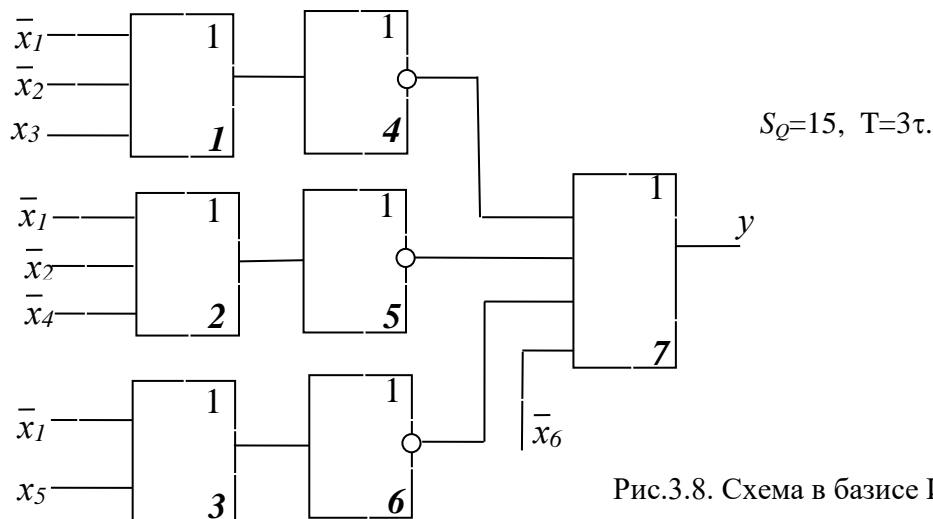 x̄1 1 1
x̄2
x3 1 4
S_Q=15, T=3τ.
x̄1 1 1 1
y
x̄2
x̄4 2 5
7
1 1
x̄1 x̄6
x5 3 6
Рис.3.8. Схема в базисе